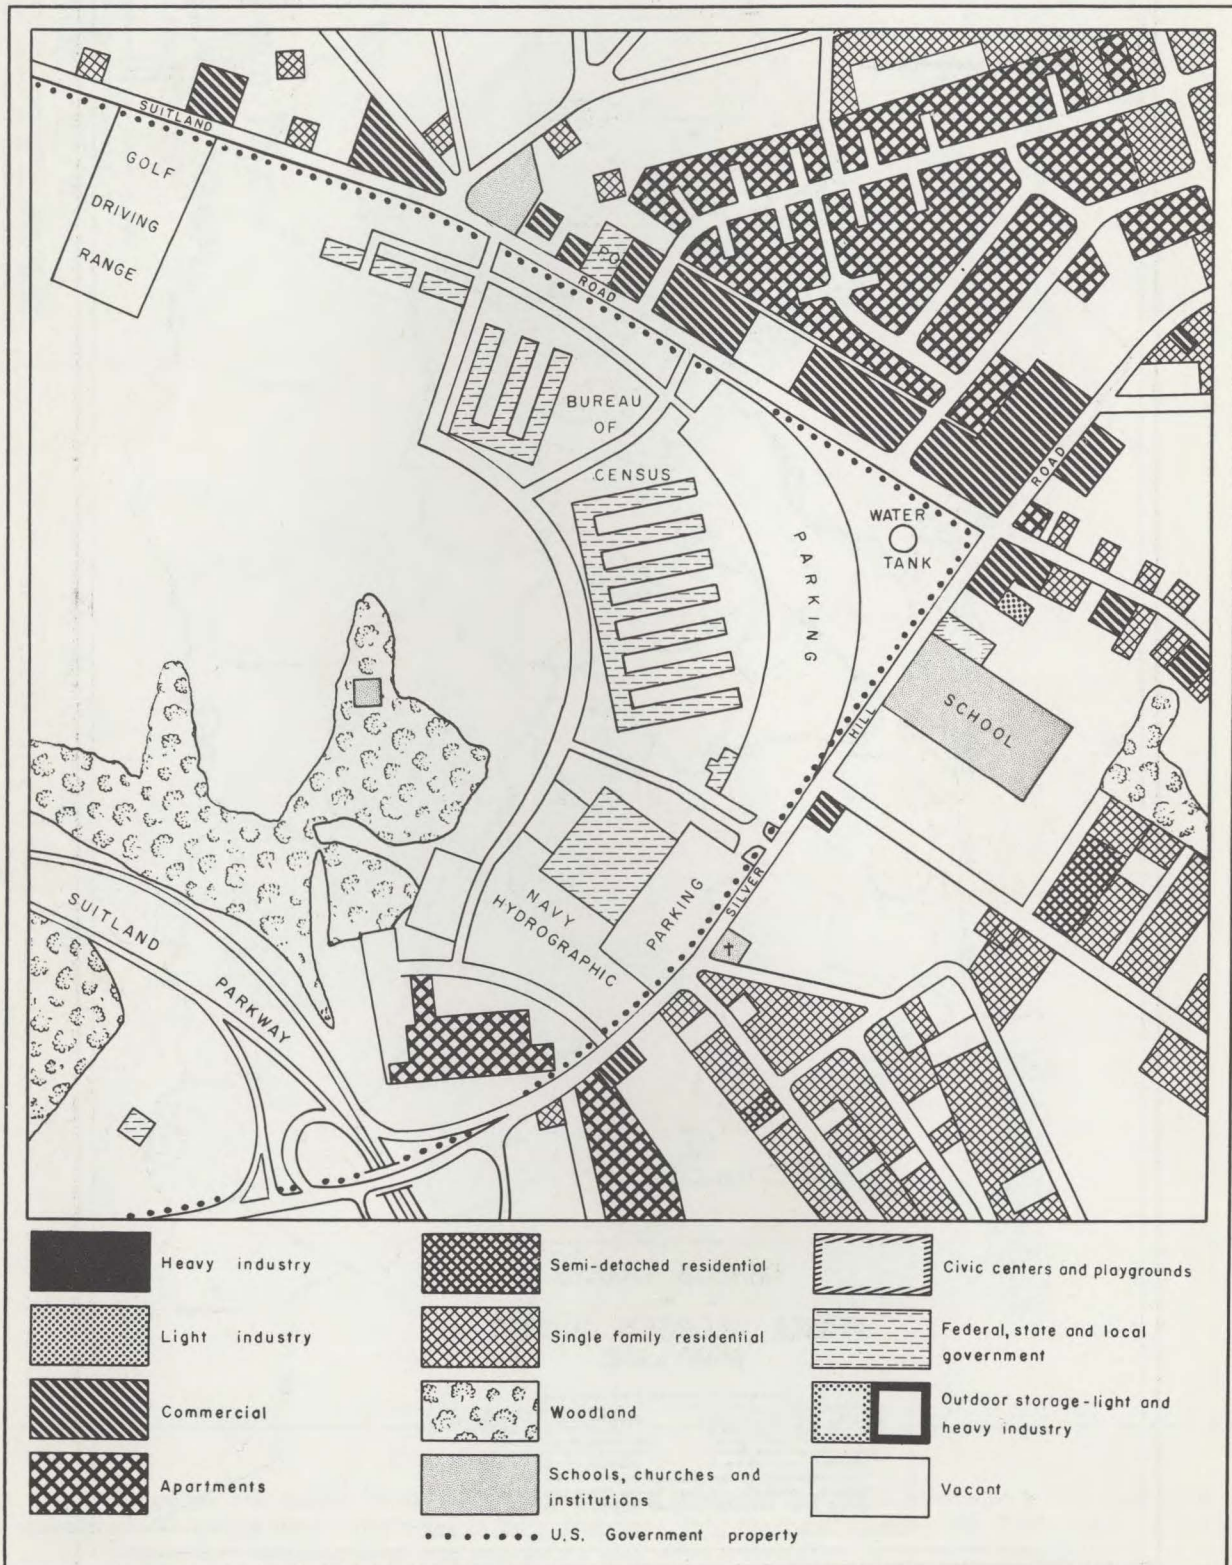 SUITLAND
GOLF
DRIVING
RANGE
PO
ROAD
BUREAU
OF
CENSUS
PARKING
WATER
TANK
ROAD
SCHOOL
HILL
SILVER
NAVY
HYDROGRAPHIC
PARKING
SUITLAND
PARKWAY
Heavy industry
Light industry
Commercial
Apartments
Semi-detached residential
Single family residential
Woodland
Schools, churches and
institutions
U.S. Government property
Civic centers and playgrounds
Federal, state and local
government
Outdoor storage-light and
heavy industry
Vacant